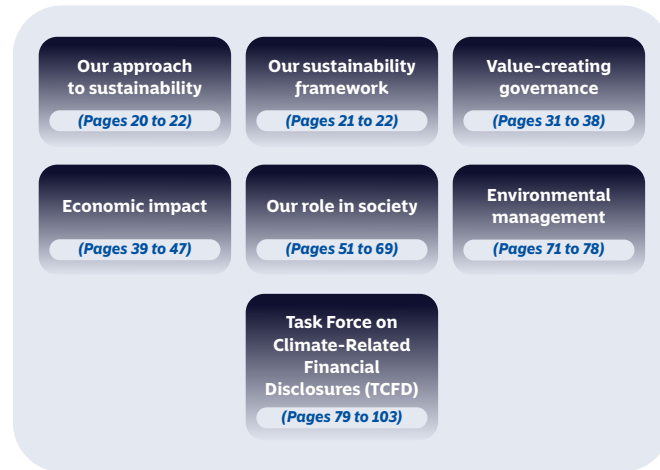 Our approach
to sustainability
(Pages 20 to 22)
Our sustainability
framework
(Pages 21 to 22)
Value-creating
governance
(Pages 31 to 38)
Economic impact
(Pages 39 to 47)
Our role in society
(Pages 51 to 69)
Environmental
management
(Pages 71 to 78)
Task Force on
Climate-Related
Financial
Disclosures (TCFD)
(Pages 79 to 103)